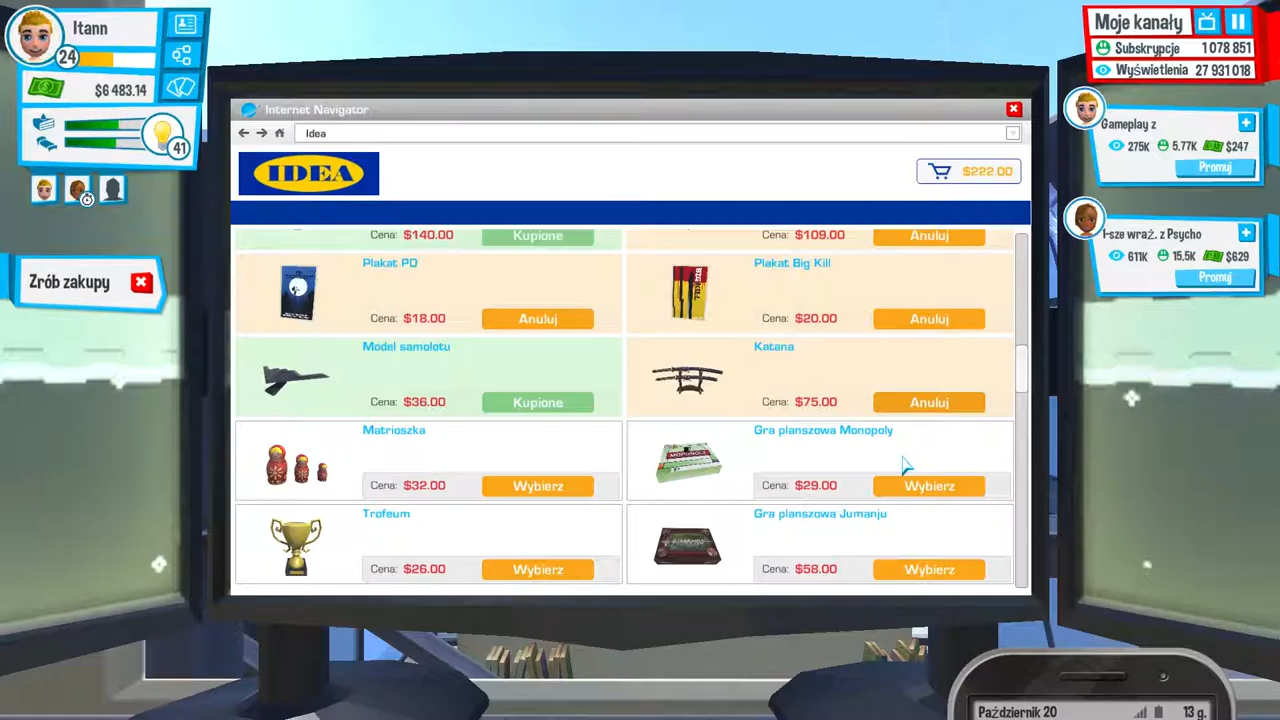 Itann
24
$6 483.14
41
Zrób zakupy
Moje kanały
Subskrypcje 1 078 851
Wyświetlenia 27 931 018
Gameplay z
275K 5.77K $247
Promuj
I-sze wraż. z Psycho
611K 15.5K $629
Promuj
Internet Navigator
Idea
IDEA
$222.00
Cena: $140.00 Kupione
Cena: $109.00 Anuluj
Plakat PD
Cena: $18.00 Anuluj
Plakat Big Kill
Cena: $20.00 Anuluj
Model samolotu
Cena: $36.00 Kupione
Katana
Cena: $75.00 Anuluj
Matrioszka
Cena: $32.00 Wybierz
Gra planszowa Monopoly
Cena: $29.00 Wybierz
Trofeum
Cena: $26.00 Wybierz
Gra planszowa Jumanju
Cena: $58.00 Wybierz
Październik 20 13 g.